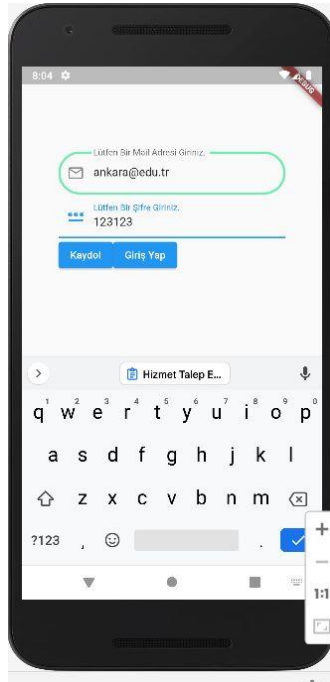 8:04
DEBUG
Lütfen Bir Mail Adresi Giriniz.
ankara@edu.tr
Lütfen Bir Şifre Giriniz.
123123
Kaydol Giriş Yap
Hizmet Talep E...
1 2 3 4 5 6 7 8 9 0
q w e r t y u i o p
a s d f g h j k l
z x c v b n m
?123 , .
1:1